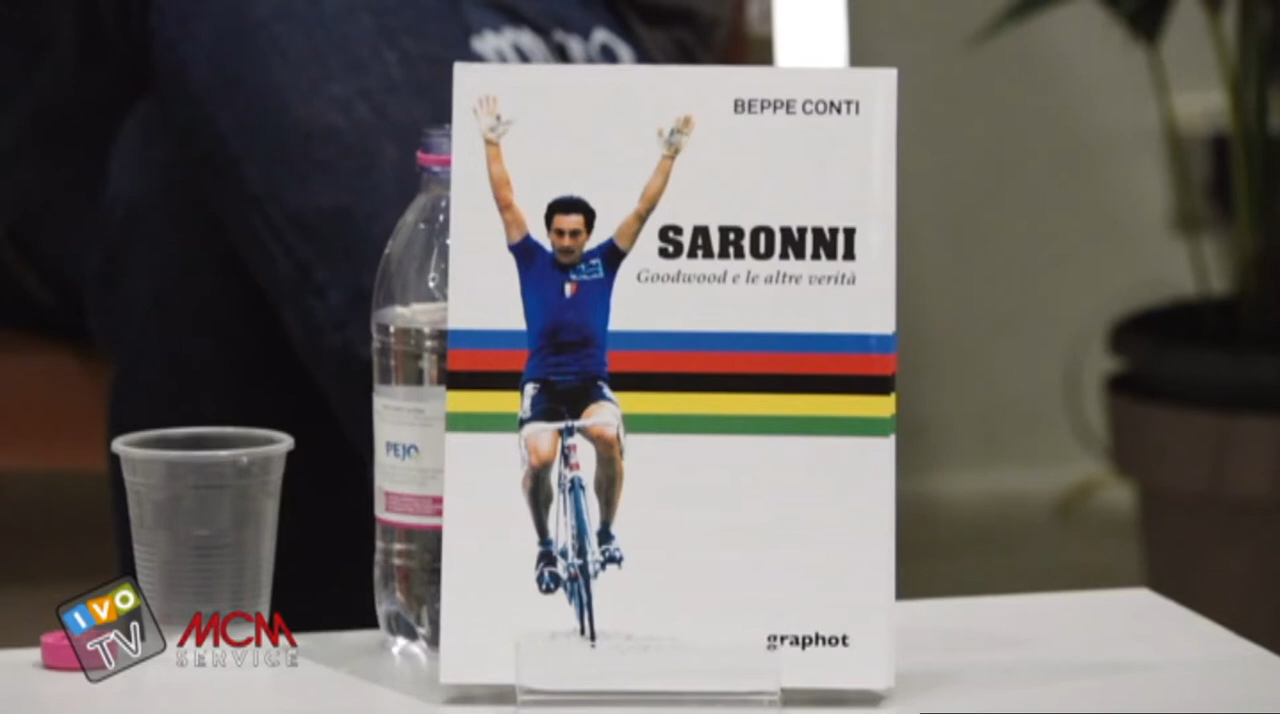 BEPPE CONTI
SARONNI
Goodwood e le altre verità
PEJO
graphot
IVO
TV
MCM
SERVICE